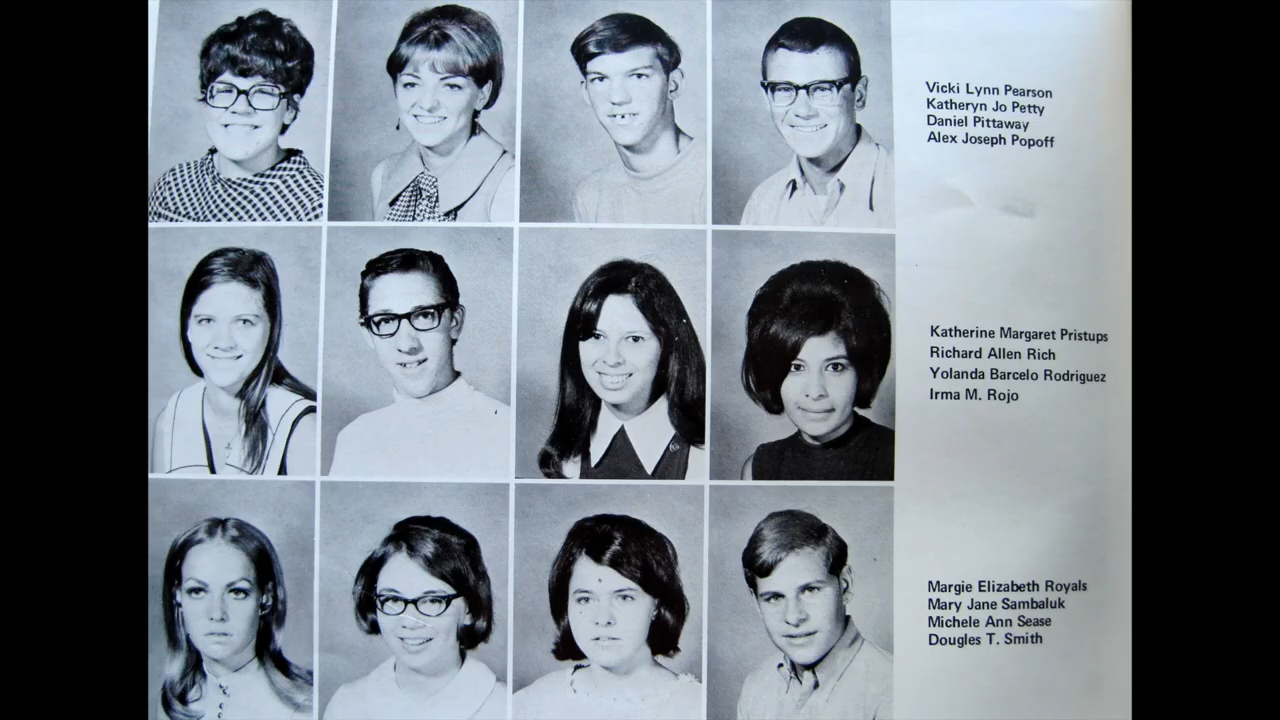 Vicki Lynn Pearson
Katheryn Jo Petty
Daniel Pittaway
Alex Joseph Popoff
Katherine Margaret Pristups
Richard Allen Rich
Yolanda Barcelo Rodriguez
Irma M. Rojo
Margie Elizabeth Royals
Mary Jane Sambaluk
Michele Ann Sease
Dougles T. Smith